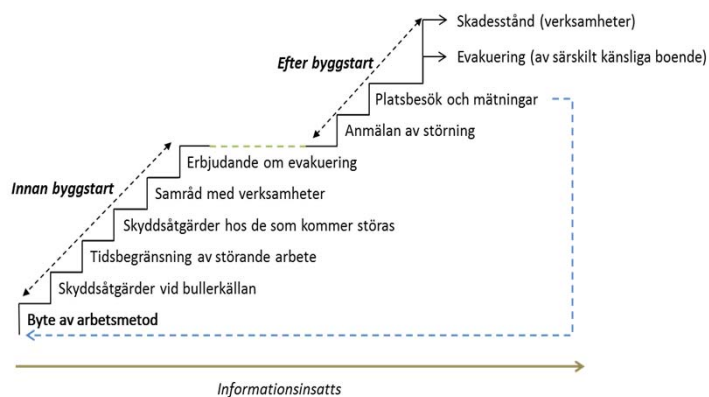 Skadesstånd (verksamheter)
Efter byggstart
Evakuering (av särskilt känsliga boende)
Platsbesök och mätningar
Anmälan av störning
Erbjudande om evakuering
Innan byggstart
Samråd med verksamheter
Skyddsåtgärder hos de som kommer störas
Tidsbegränsning av störande arbete
Skyddsåtgärder vid bullerkällan
Byte av arbetsmetod
Informationsinsatts